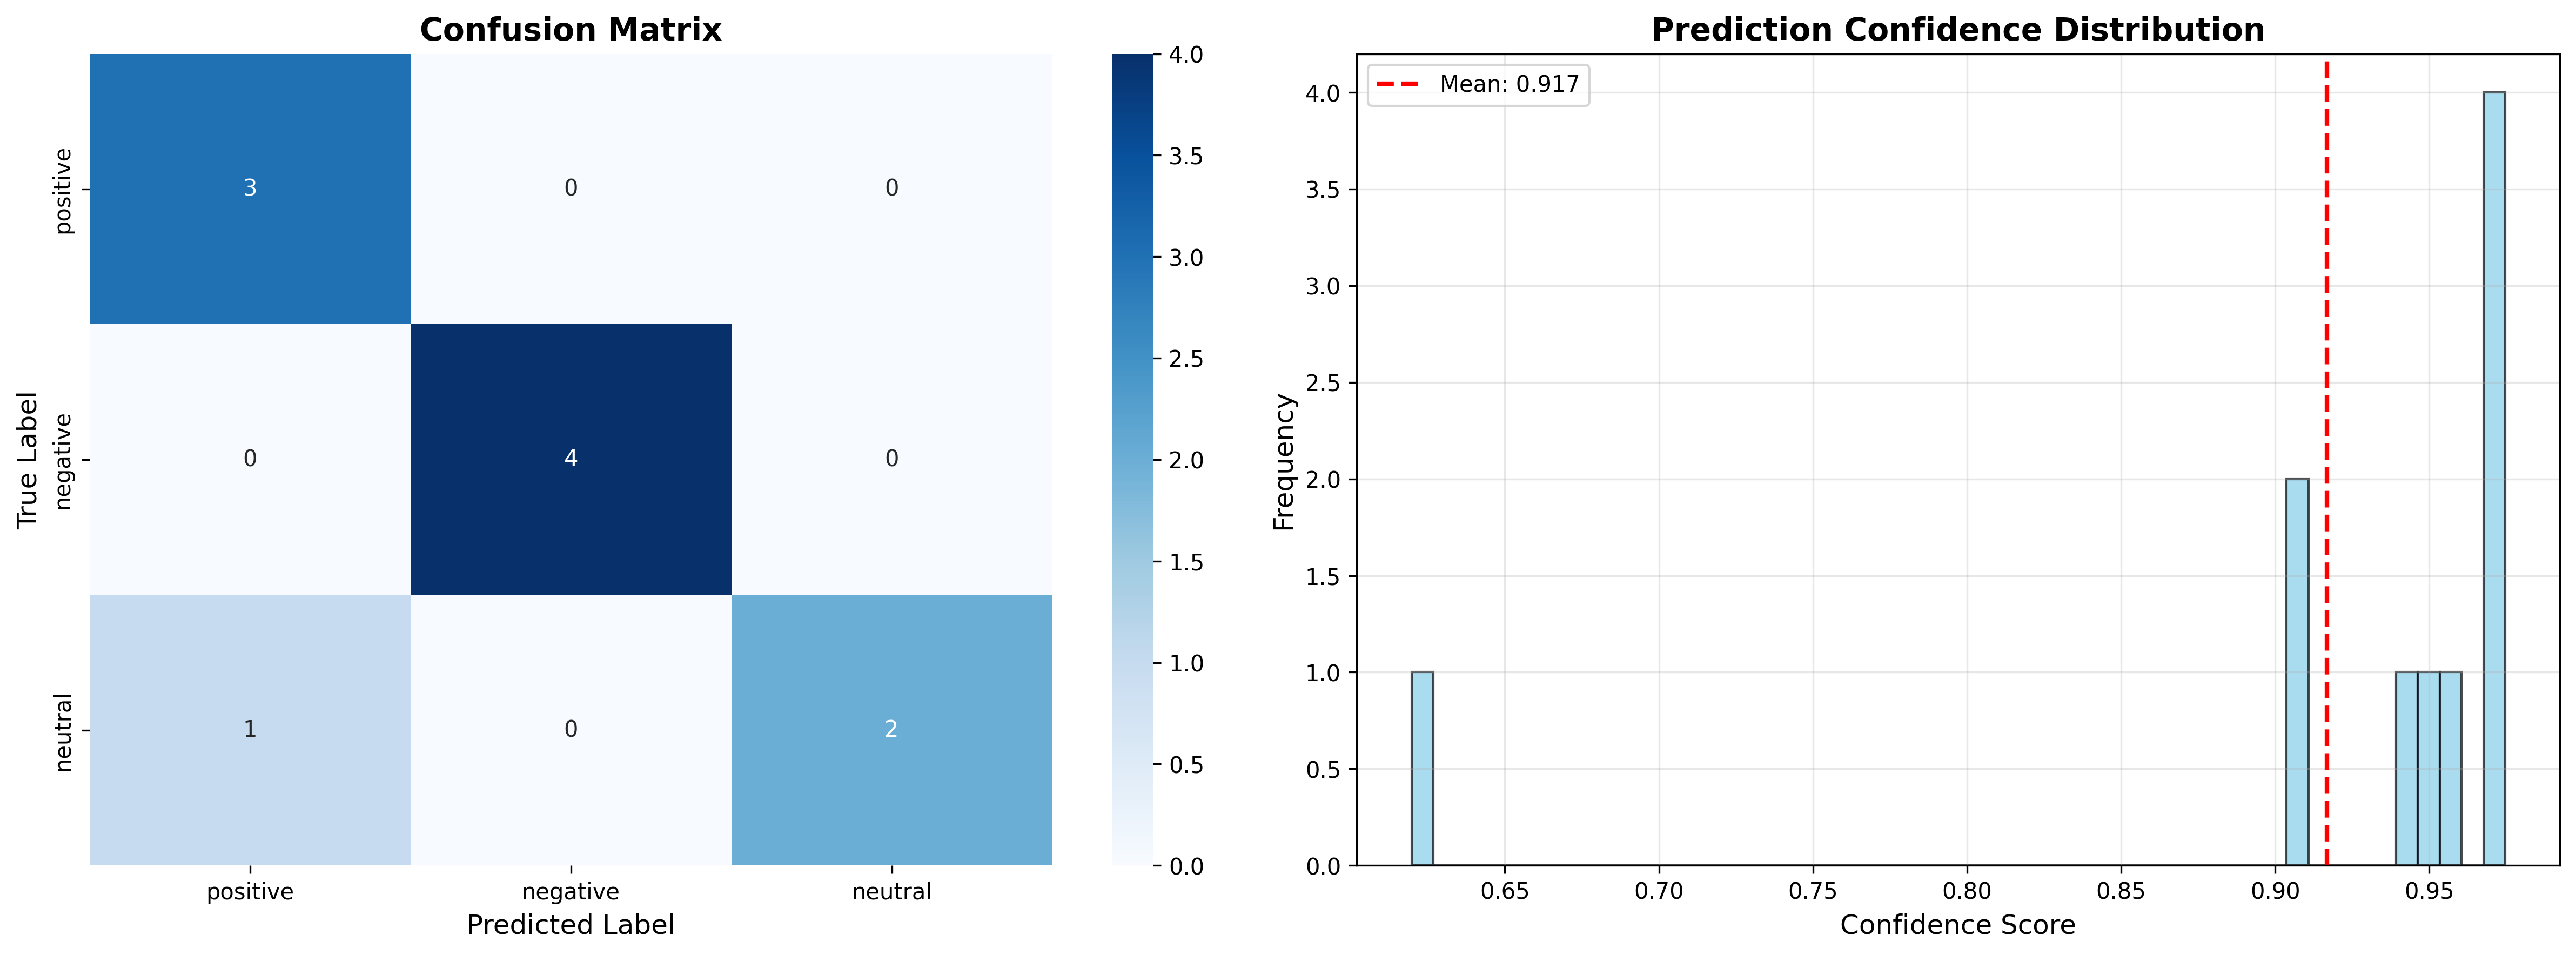 Confusion Matrix
positive
negative
neutral
True Label
3 0 0
0 4 0
1 0 2
positive negative neutral
Predicted Label
4.0
3.5
3.0
2.5
2.0
1.5
1.0
0.5
0.0
Prediction Confidence Distribution
Mean: 0.917
Frequency
4.0
3.5
3.0
2.5
2.0
1.5
1.0
0.5
0.0
0.65 0.70 0.75 0.80 0.85 0.90 0.95
Confidence Score